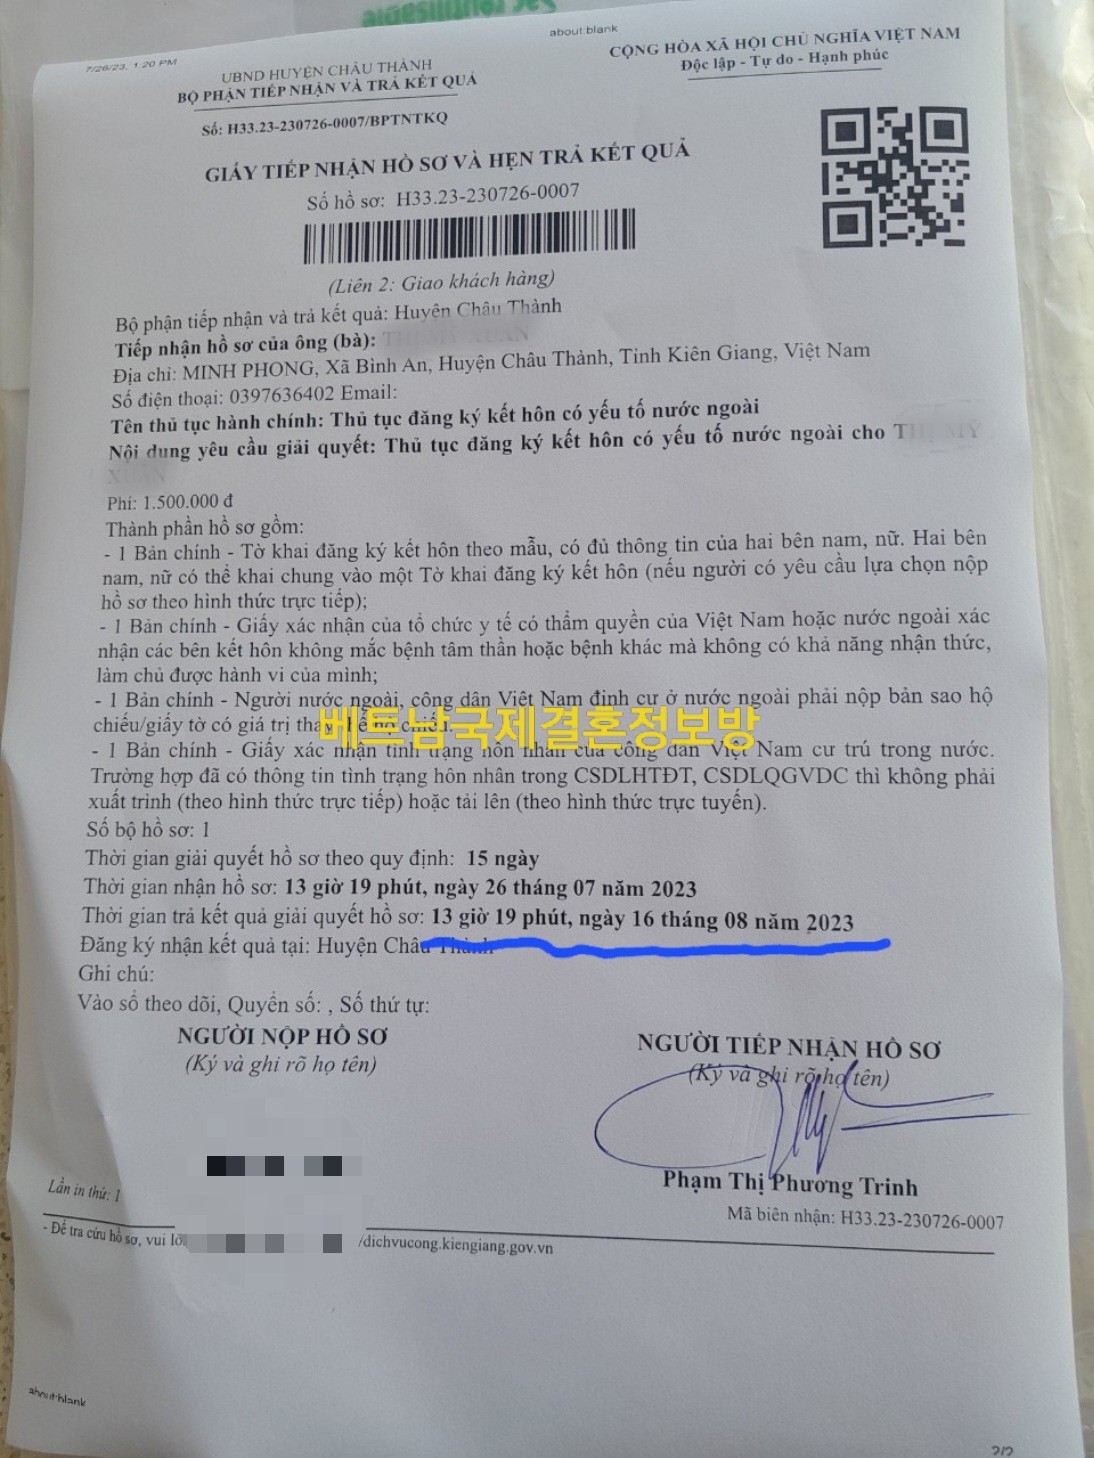 about:blank
7/26/23, 1:20 PM
UBND HUYỆN CHÂU THÀNH
BỘ PHẬN TIẾP NHẬN VÀ TRẢ KẾT QUẢ
CỘNG HÒA XÃ HỘI CHỦ NGHĨA VIỆT NAM
Độc lập - Tự do - Hạnh phúc
Số: H33.23-230726-0007/BPTNTKQ
GIẤY TIẾP NHẬN HỒ SƠ VÀ HẸN TRẢ KẾT QUẢ
Số hồ sơ: H33.23-230726-0007
(Liên 2: Giao khách hàng)
Bộ phận tiếp nhận và trả kết quả: Huyện Châu Thành
Tiếp nhận hồ sơ của ông (bà):
Địa chỉ: MINH PHONG, Xã Bình An, Huyện Châu Thành, Tỉnh Kiên Giang, Việt Nam
Số điện thoại: 0397636402 Email:
Tên thủ tục hành chính: Thủ tục đăng ký kết hôn có yếu tố nước ngoài
Nội dung yêu cầu giải quyết: Thủ tục đăng ký kết hôn có yếu tố nước ngoài cho
Phí: 1.500.000 đ
Thành phần hồ sơ gồm:
- 1 Bản chính - Tờ khai đăng ký kết hôn theo mẫu, có đủ thông tin của hai bên nam, nữ. Hai bên
nam, nữ có thể khai chung vào một Tờ khai đăng ký kết hôn (nếu người có yêu cầu lựa chọn nộp
hồ sơ theo hình thức trực tiếp);
- 1 Bản chính - Giấy xác nhận của tổ chức y tế có thẩm quyền của Việt Nam hoặc nước ngoài xác
nhận các bên kết hôn không mắc bệnh tâm thần hoặc bệnh khác mà không có khả năng nhận thức,
làm chủ được hành vi của mình;
- 1 Bản chính - Người nước ngoài, công dân Việt Nam định cư ở nước ngoài phải nộp bản sao hộ
chiếu/giấy tờ có giá trị thay thế hộ chiếu.
베트남국제결혼정보방
- 1 Bản chính - Giấy xác nhận tình trạng hôn nhân của công dân Việt Nam cư trú trong nước.
Trường hợp đã có thông tin tình trạng hôn nhân trong CSDLHTĐT, CSDLQGVDC thì không phải
xuất trình (theo hình thức trực tiếp) hoặc tải lên (theo hình thức trực tuyến).
Số bộ hồ sơ: 1
Thời gian giải quyết hồ sơ theo quy định: 15 ngày
Thời gian nhận hồ sơ: 13 giờ 19 phút, ngày 26 tháng 07 năm 2023
Thời gian trả kết quả giải quyết hồ sơ: 13 giờ 19 phút, ngày 16 tháng 08 năm 2023
Đăng ký nhận kết quả tại: Huyện Châu Thành
Ghi chú:
Vào sổ theo dõi, Quyển số: , Số thứ tự:
NGƯỜI NỘP HỒ SƠ
(Ký và ghi rõ họ tên)
NGƯỜI TIẾP NHẬN HỒ SƠ
(Ký và ghi rõ họ tên)
Phạm Thị Phương Trinh
Lần in thứ: 1
Mã biên nhận: H33.23-230726-0007
- Để tra cứu hồ sơ, vui /dichvucong.kiengiang.gov.vn
about:blank
2/2